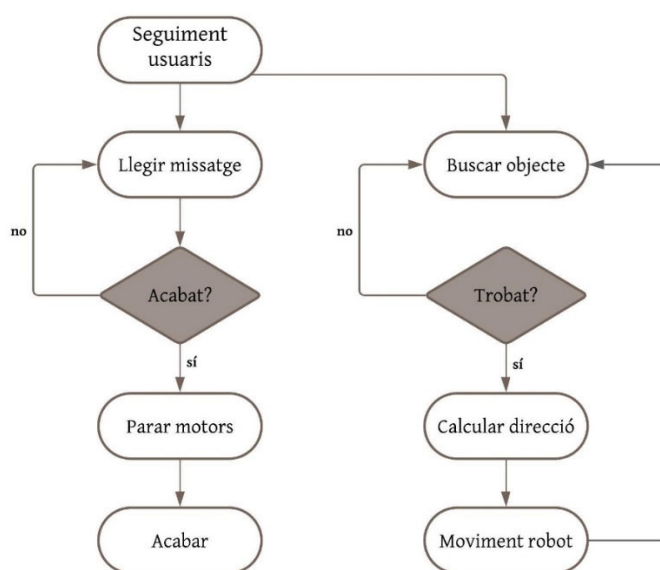 Seguiment
usuaris
Llegir missatge
Buscar objecte
no
no
Acabat?
Trobat?
sí
sí
Parar motors
Calcular direcció
Acabar
Moviment robot